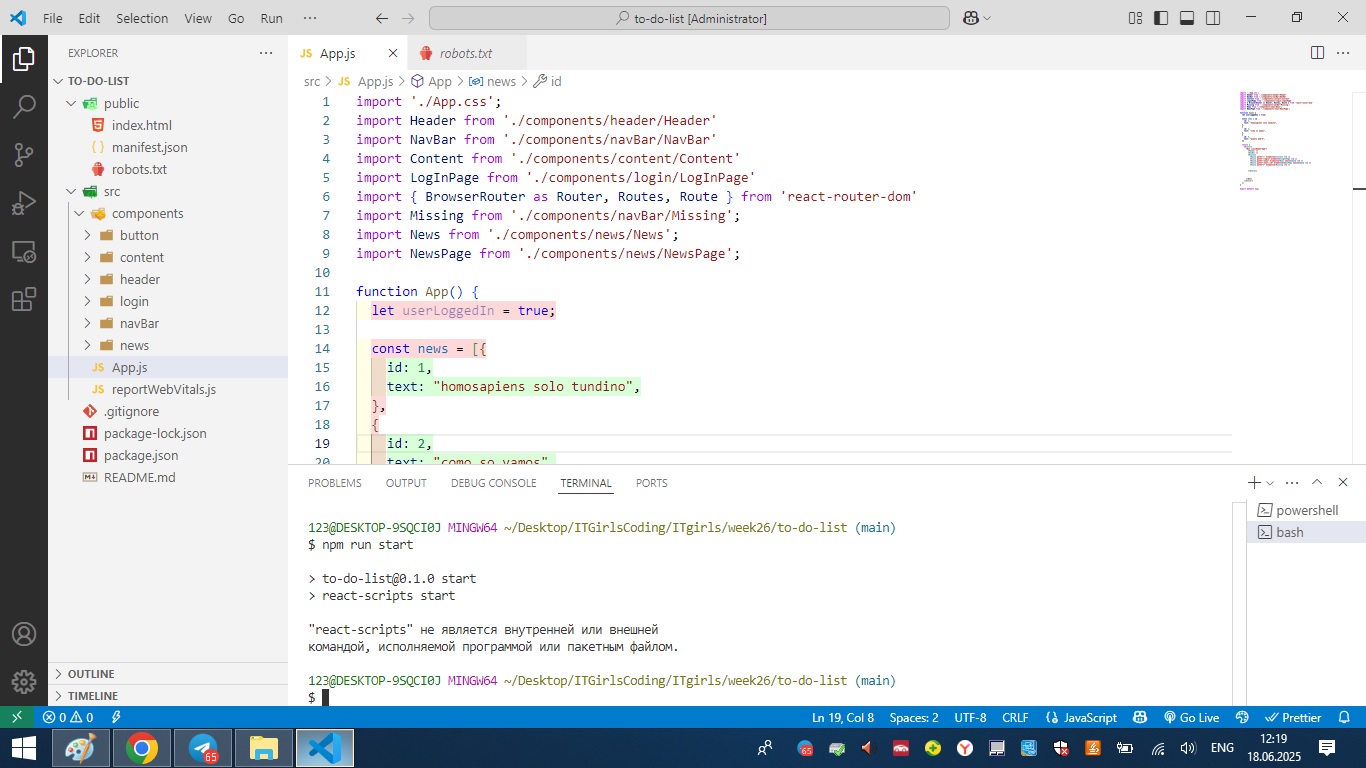 File Edit Selection View Go Run ··· to-do-list [Administrator]
EXPLORER ···
TO-DO-LIST
public
index.html
manifest.json
robots.txt
src
components
button
content
header
login
navBar
news
App.js
reportWebVitals.js
.gitignore
package-lock.json
package.json
README.md
OUTLINE
TIMELINE
JS App.js robots.txt
src > JS App.js > App > news > id
1 import './App.css';
2 import Header from './components/header/Header'
3 import NavBar from './components/navBar/NavBar'
4 import Content from './components/content/Content'
5 import LogInPage from './components/login/LogInPage'
6 import { BrowserRouter as Router, Routes, Route } from 'react-router-dom'
7 import Missing from './components/navBar/Missing';
8 import News from './components/news/News';
9 import NewsPage from './components/news/NewsPage';
10
11 function App() {
12 let userLoggedIn = true;
13
14 const news = [{
15 id: 1,
16 text: "homosapiens solo tundino",
17 },
18 {
19 id: 2,
20 text: "como so vamos"
PROBLEMS OUTPUT DEBUG CONSOLE TERMINAL PORTS
powershell
bash
123@DESKTOP-9SQCI0J MINGW64 ~/Desktop/ITGirlsCoding/ITgirls/week26/to-do-list (main)
$ npm run start
> to-do-list@0.1.0 start
> react-scripts start
"react-scripts" не является внутренней или внешней
командой, исполняемой программой или пакетным файлом.
123@DESKTOP-9SQCI0J MINGW64 ~/Desktop/ITGirlsCoding/ITgirls/week26/to-do-list (main)
$
0 0 Ln 19, Col 8 Spaces: 2 UTF-8 CRLF JavaScript Go Live Prettier
65 65 ENG 12:19
18.06.2025